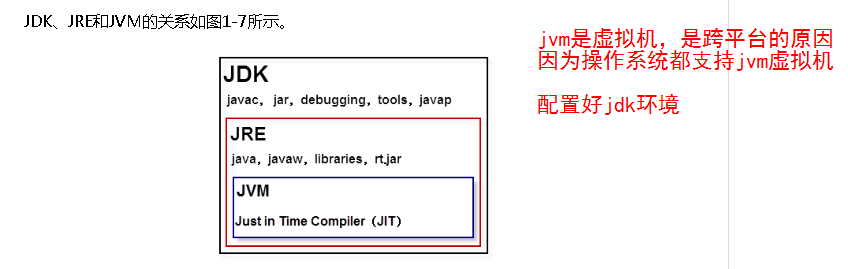 JDK、JRE和JVM的关系如图1-7所示。
JDK
javac, jar, debugging, tools, javap
JRE
java, javaw, libraries, rt.jar
JVM
Just in Time Compiler（JIT）
jvm是虚拟机，是跨平台的原因
因为操作系统都支持jvm虚拟机
配置好jdk环境